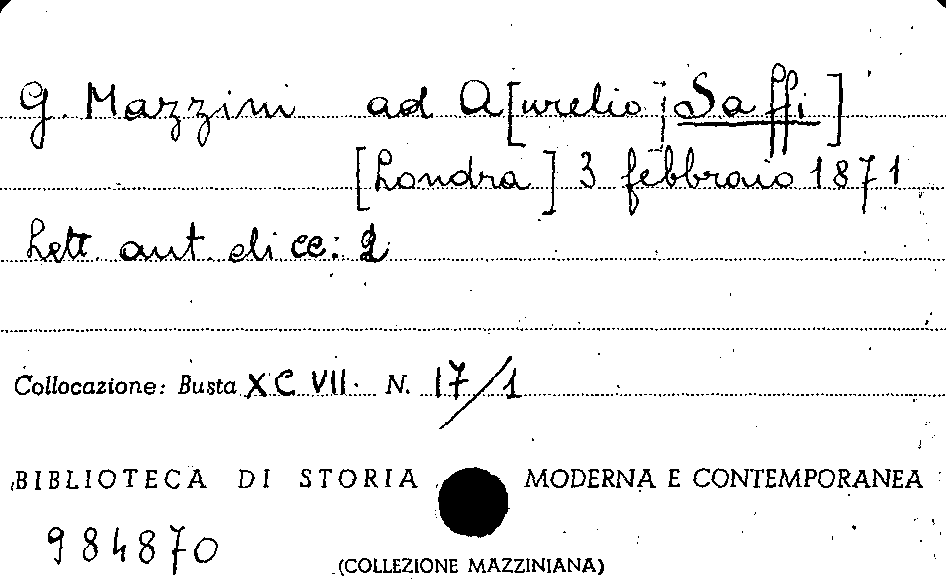 G. Mazzini ad A[urelio] Saffi]
[Londra] 3 febbraio 1871
Lett. aut. di cc: 2
Collocazione: Busta XCVII. N. 17/1
BIBLIOTECA DI STORIA MODERNA E CONTEMPORANEA
984870
(COLLEZIONE MAZZINIANA)